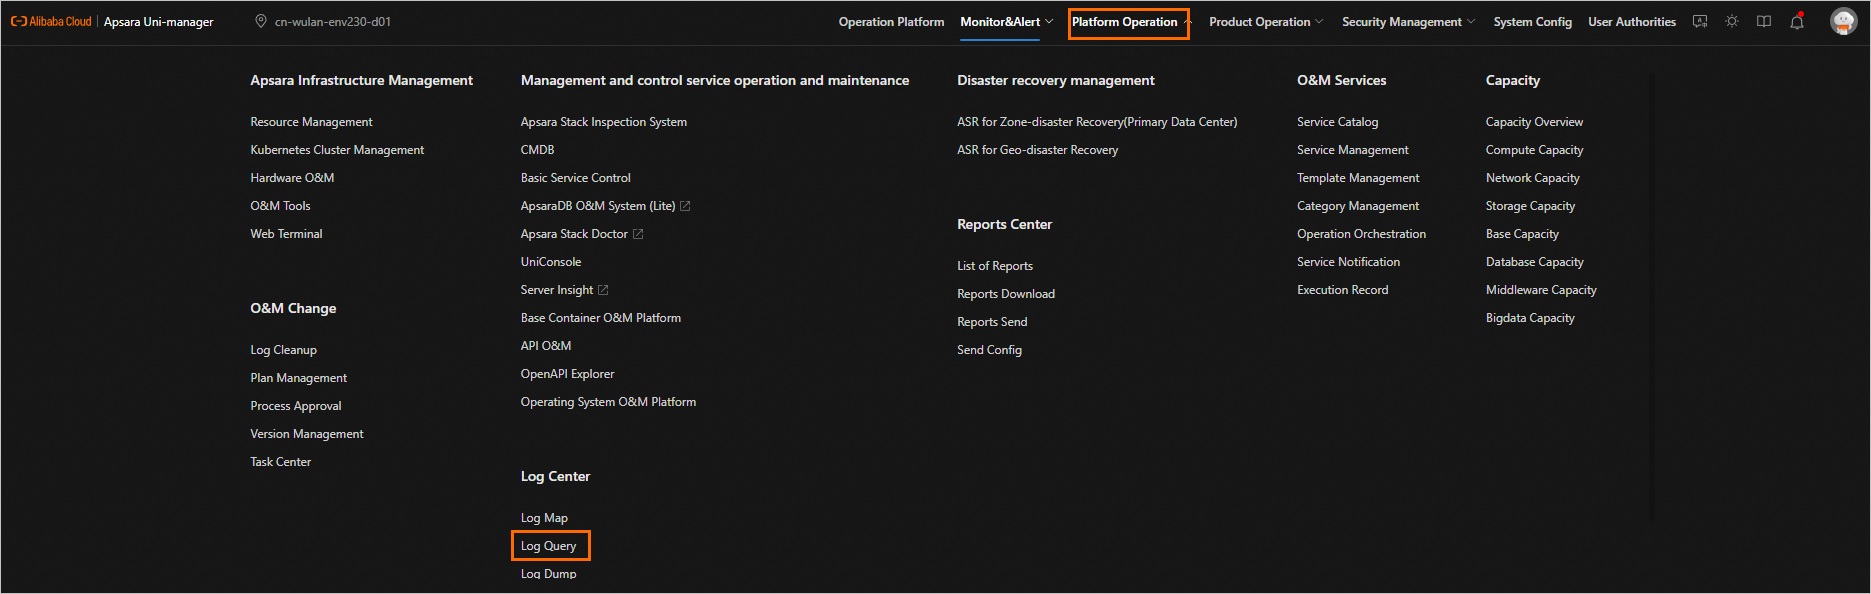 Alibaba Cloud | Apsara Uni-manager
cn-wulan-env230-d01
Operation Platform
Monitor&Alert
Platform Operation
Product Operation
Security Management
System Config
User Authorities
Apsara Infrastructure Management
Resource Management
Kubernetes Cluster Management
Hardware O&M
O&M Tools
Web Terminal
O&M Change
Log Cleanup
Plan Management
Process Approval
Version Management
Task Center
Management and control service operation and maintenance
Apsara Stack Inspection System
CMDB
Basic Service Control
ApsaraDB O&M System (Lite)
Apsara Stack Doctor
UniConsole
Server Insight
Base Container O&M Platform
API O&M
OpenAPI Explorer
Operating System O&M Platform
Log Center
Log Map
Log Query
Log Dump
Disaster recovery management
ASR for Zone-disaster Recovery(Primary Data Center)
ASR for Geo-disaster Recovery
Reports Center
List of Reports
Reports Download
Reports Send
Send Config
O&M Services
Service Catalog
Service Management
Template Management
Category Management
Operation Orchestration
Service Notification
Execution Record
Capacity
Capacity Overview
Compute Capacity
Network Capacity
Storage Capacity
Base Capacity
Database Capacity
Middleware Capacity
Bigdata Capacity